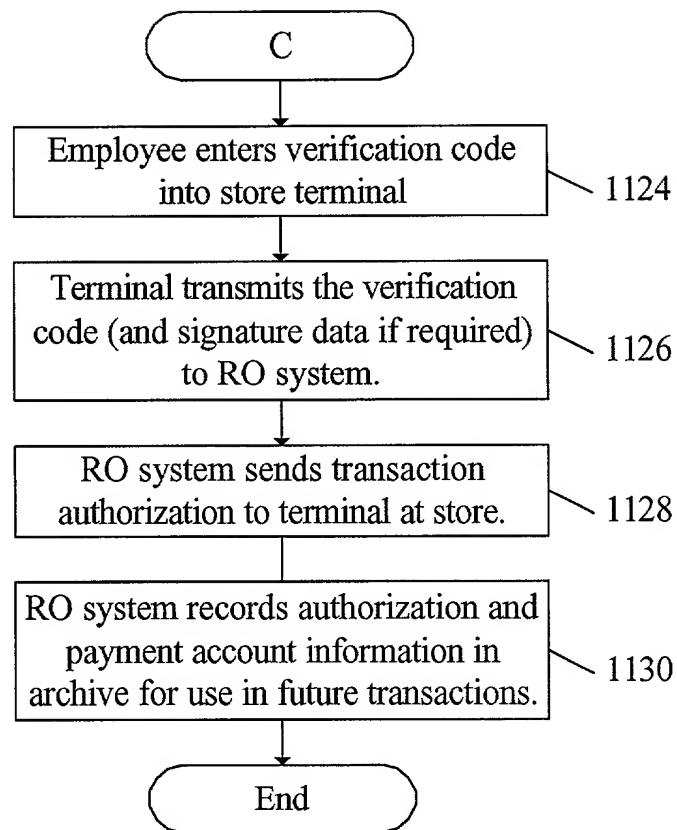 C
Employee enters verification code
into store terminal
1124
Terminal transmits the verification
code (and signature data if required)
to RO system.
1126
RO system sends transaction
authorization to terminal at store.
1128
RO system records authorization and
payment account information in
archive for use in future transactions.
1130
End